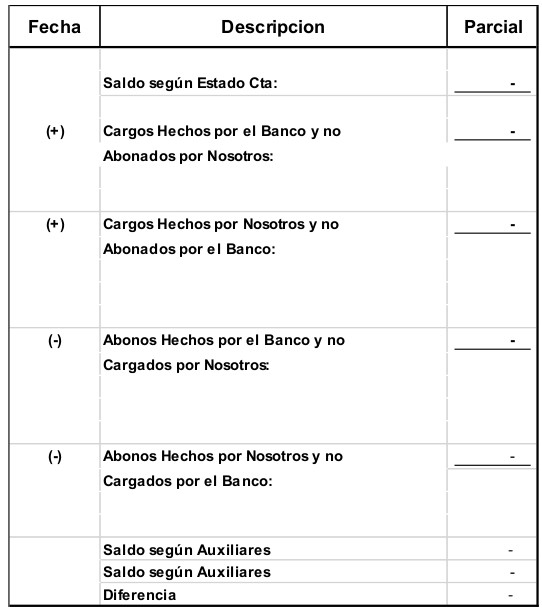 Fecha Descripcion Parcial
Saldo según Estado Cta: -
(+) Cargos Hechos por el Banco y no -
Abonados por Nosotros:
(+) Cargos Hechos por Nosotros y no -
Abonados por el Banco:
(-) Abonos Hechos por el Banco y no -
Cargados por Nosotros:
(-) Abonos Hechos por Nosotros y no -
Cargados por el Banco:
Saldo según Auxiliares -
Saldo según Auxiliares -
Diferencia -